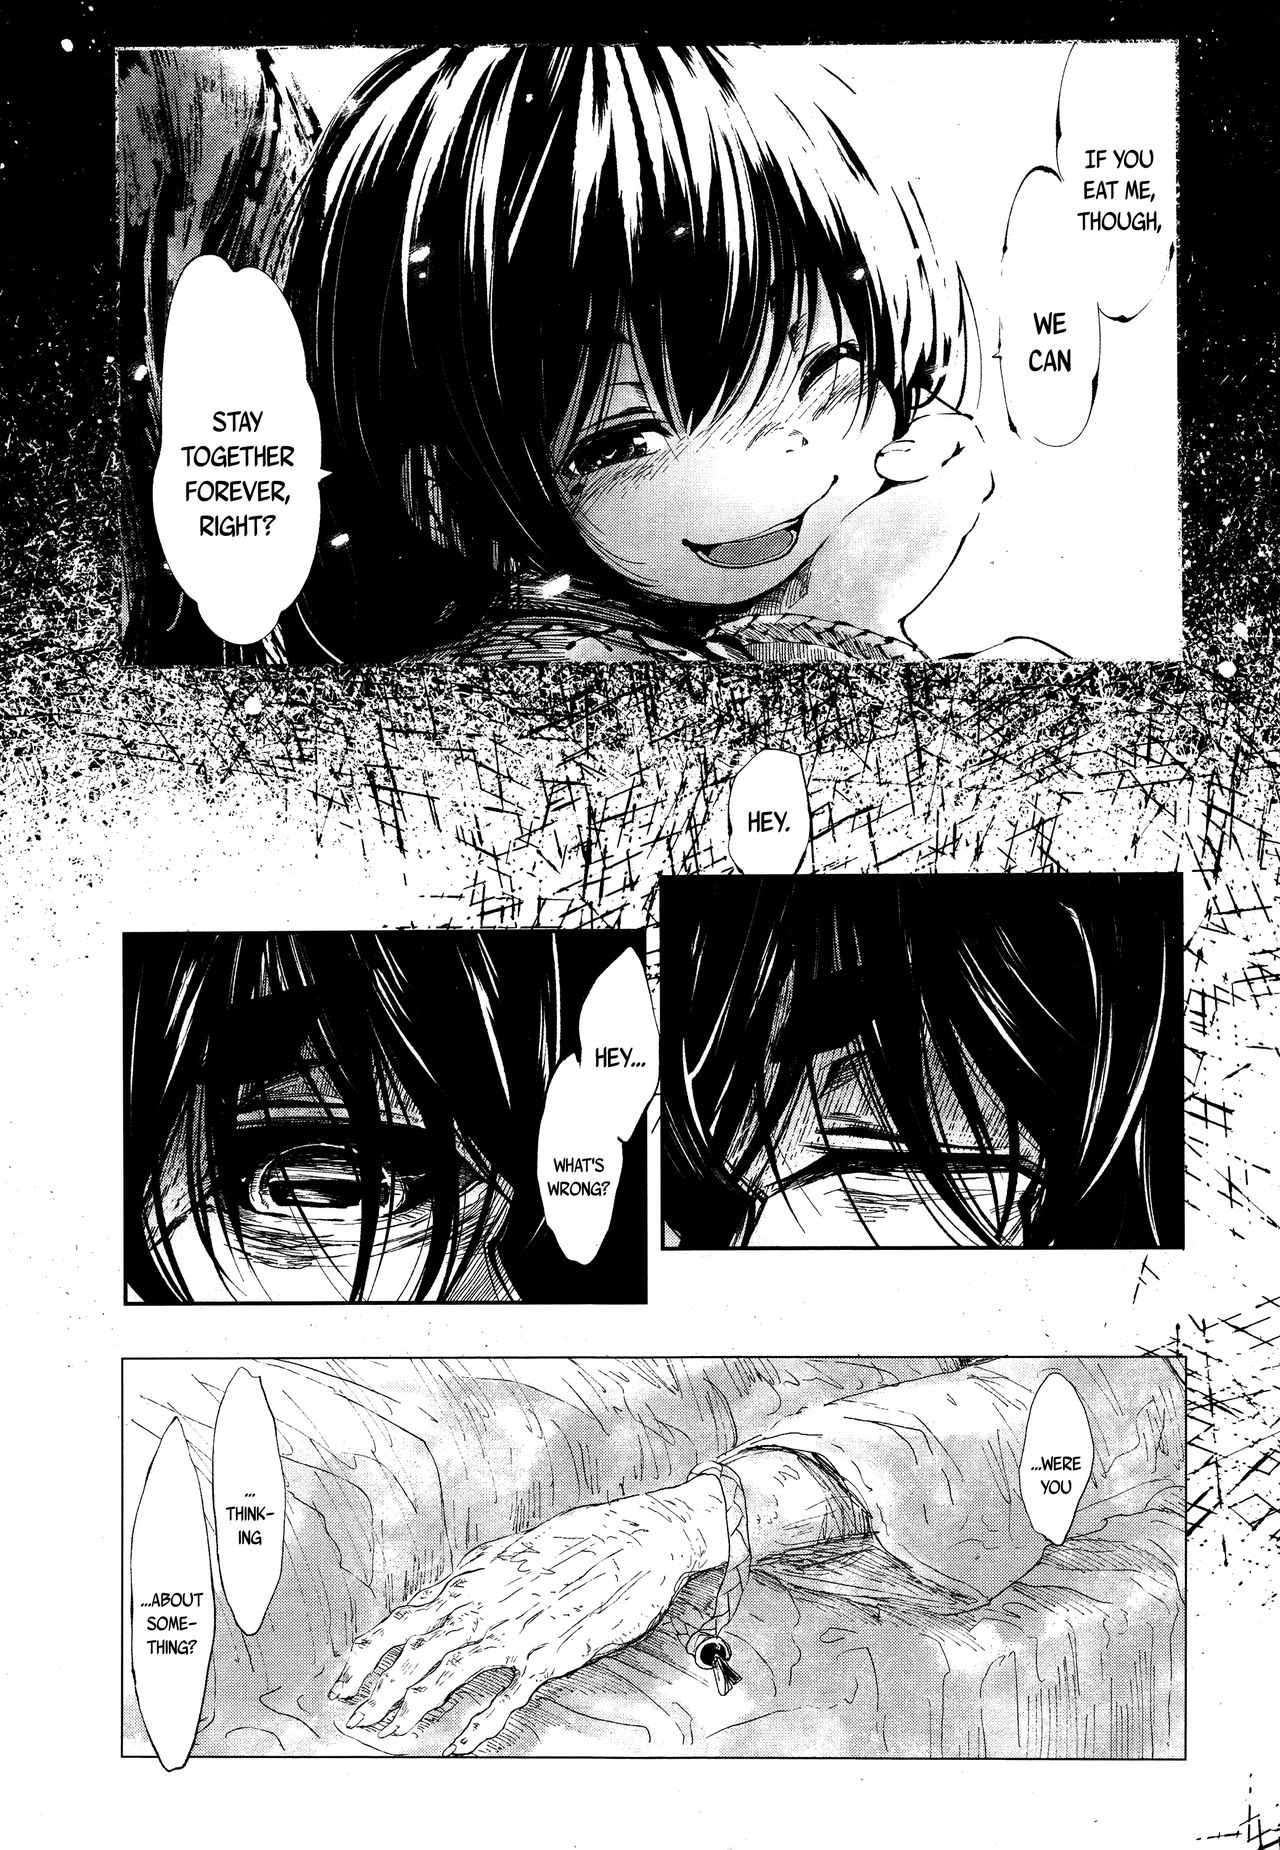 IF YOU
EAT ME,
THOUGH,
WE
CAN
STAY
TOGETHER
FOREVER,
RIGHT?
HEY.
HEY...
WHAT'S
WRONG?
...WERE
YOU
...
THINK-
ING
...ABOUT
SOME-
THING?